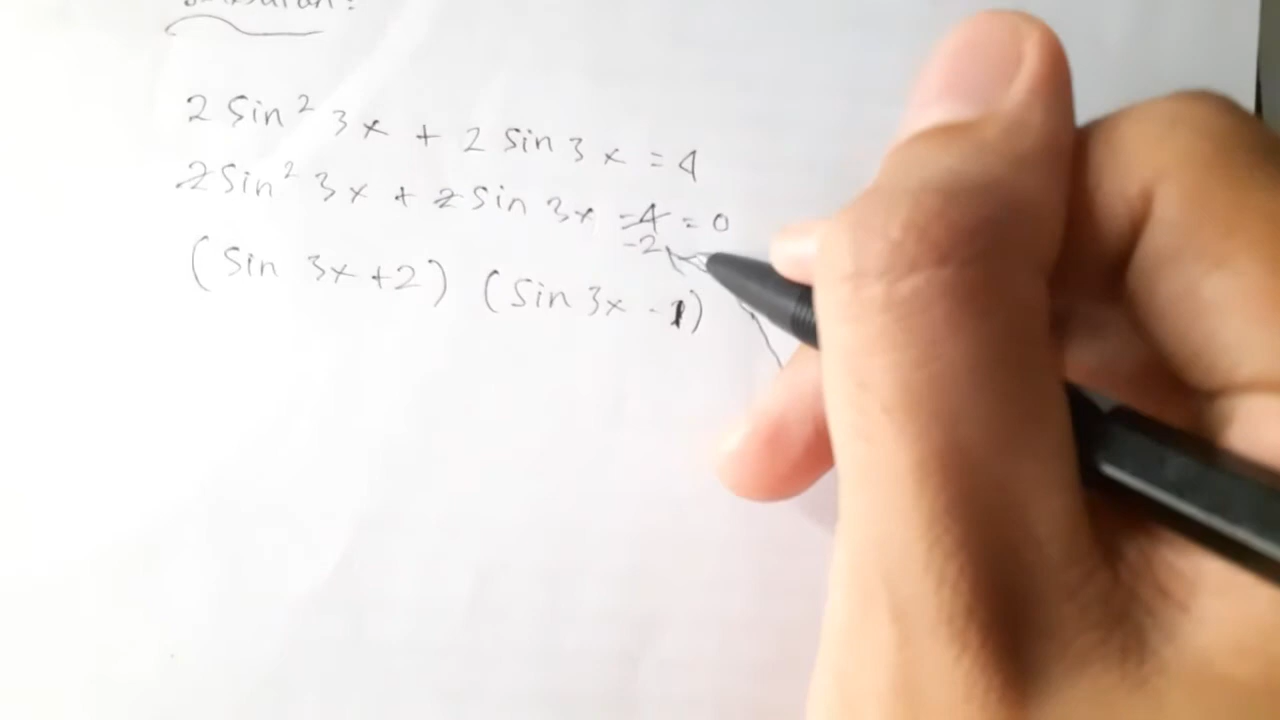 2 sin² 3x + 2 sin 3x = 4
2 sin² 3x + 2 sin 3x - 4 = 0
-2
(sin 3x + 2) (sin 3x - 1)